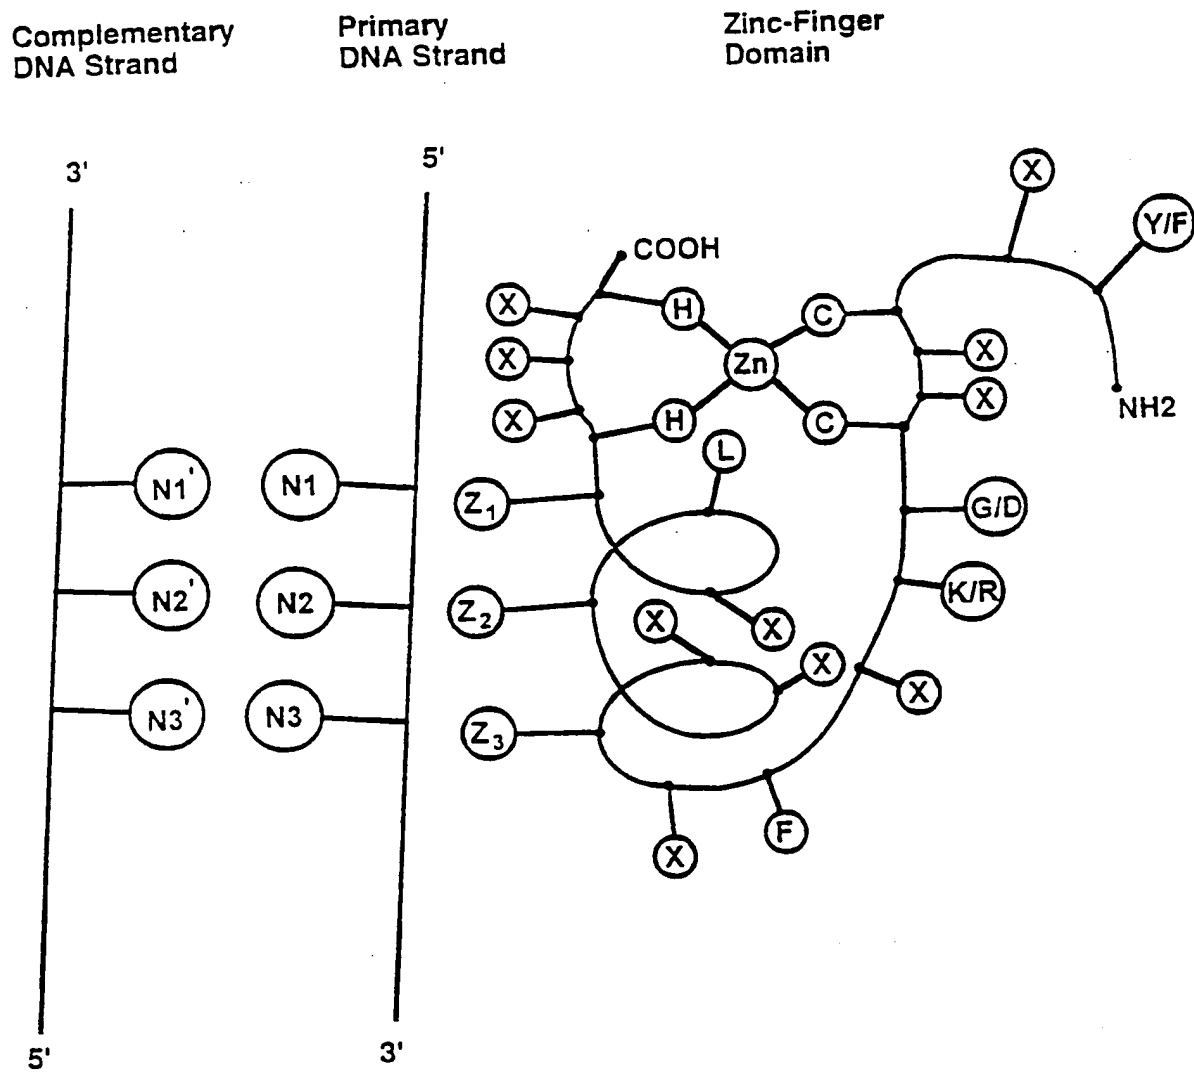 Complementary
DNA Strand
Primary
DNA Strand
Zinc-Finger
Domain
3'
5'
X
Y/F
COOH
X
H
C
Zn
X
X
X
X
H
C
NH2
L
N1'
N1
Z1
G/D
N2'
N2
Z2
K/R
X
X
X
X
N3'
N3
Z3
F
X
5'
3'